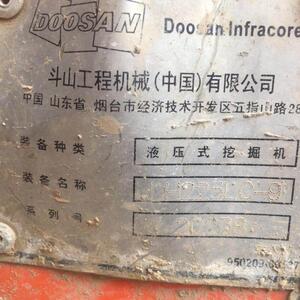 DOOSAN
Doosan Infracore
斗山工程机械(中国)有限公司
中国 山东省 烟台市经济技术开发区五指山路28
装备种类 液压式挖掘机
装备名称
系列号